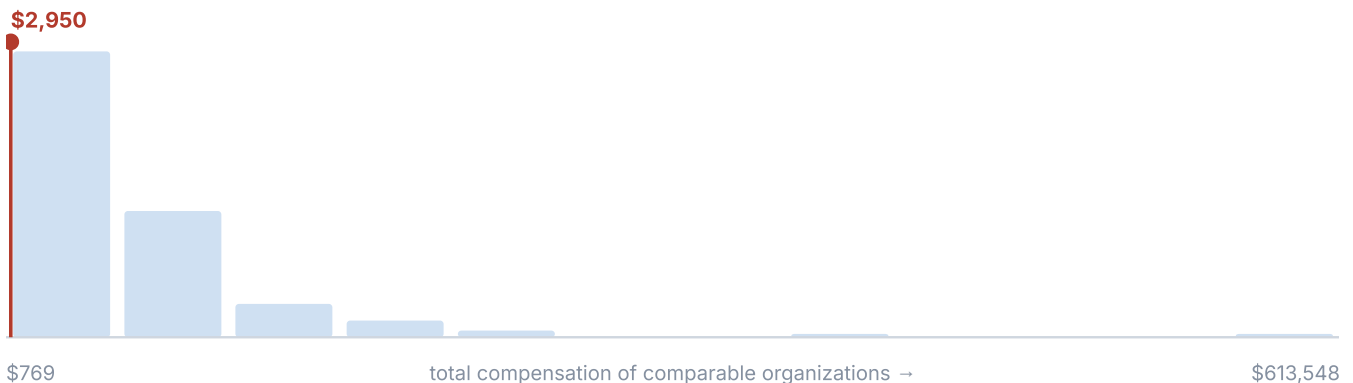 $2,950
$769
total compensation of comparable organizations →
$613,548